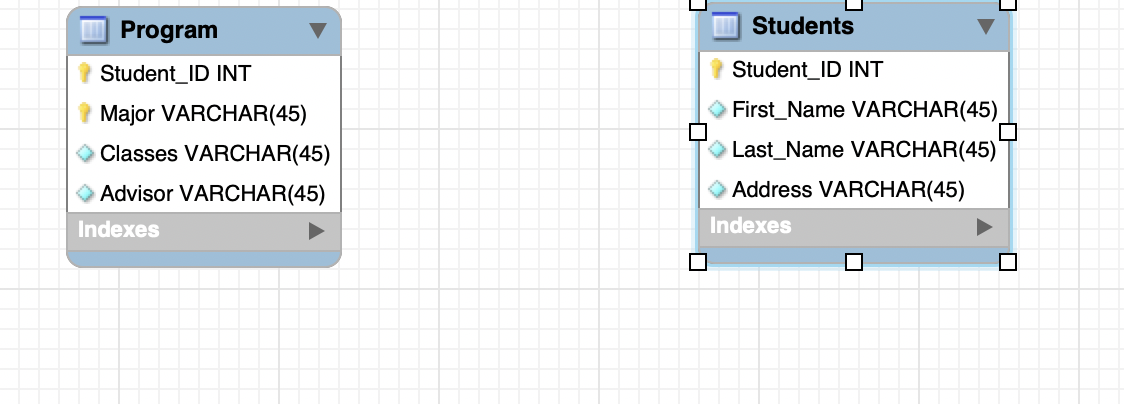 Program
Student_ID INT
Major VARCHAR(45)
Classes VARCHAR(45)
Advisor VARCHAR(45)
Indexes
Students
Student_ID INT
First_Name VARCHAR(45)
Last_Name VARCHAR(45)
Address VARCHAR(45)
Indexes